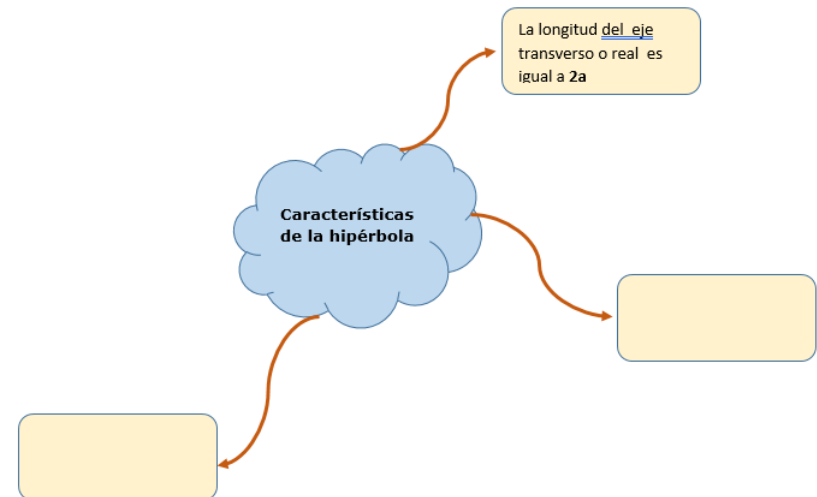 La longitud del  eje
transverso o real  es
igual a 2a
Características
de la hipérbola